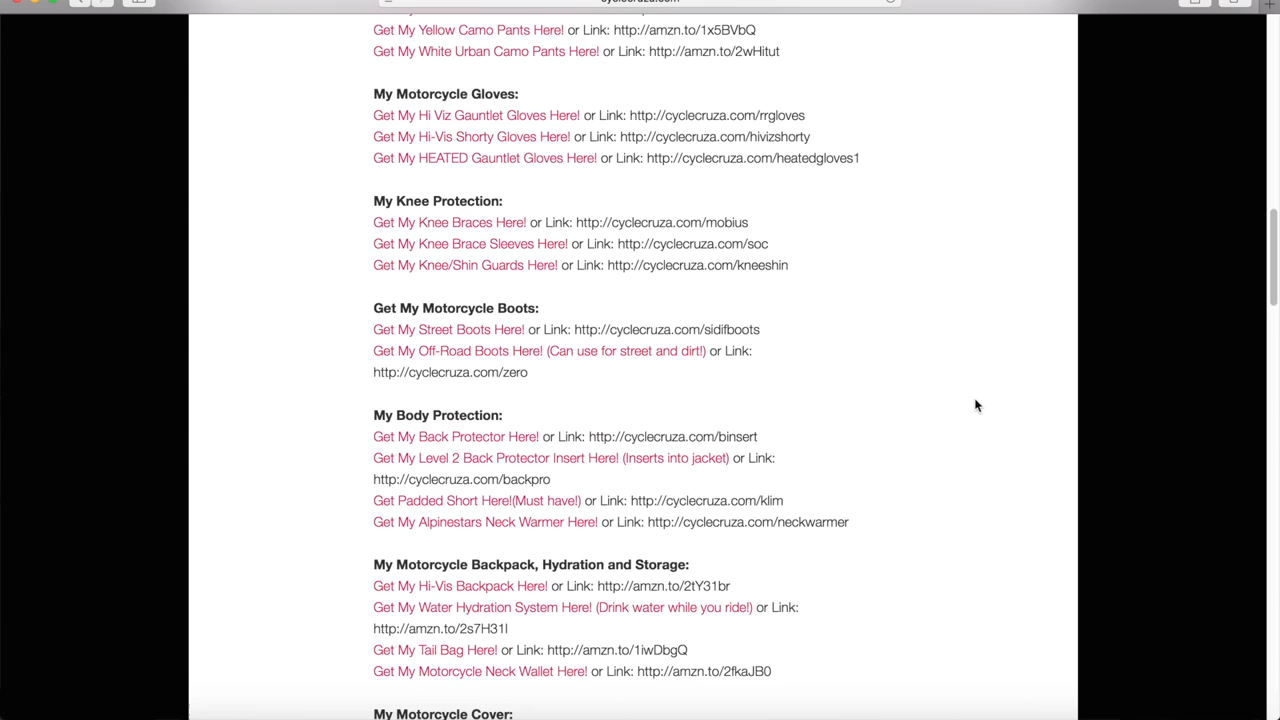 Get My Yellow Camo Pants Here! or Link: http://amzn.to/1x5BVbQ
Get My White Urban Camo Pants Here! or Link: http://amzn.to/2wHitut
My Motorcycle Gloves:
Get My Hi Viz Gauntlet Gloves Here! or Link: http://cyclecruza.com/rrgloves
Get My Hi-Vis Shorty Gloves Here! or Link: http://cyclecruza.com/hivizshorty
Get My HEATED Gauntlet Gloves Here! or Link: http://cyclecruza.com/heatedgloves1
My Knee Protection:
Get My Knee Braces Here! or Link: http://cyclecruza.com/mobius
Get My Knee Brace Sleeves Here! or Link: http://cyclecruza.com/soc
Get My Knee/Shin Guards Here! or Link: http://cyclecruza.com/kneeshin
Get My Motorcycle Boots:
Get My Street Boots Here! or Link: http://cyclecruza.com/sidifboots
Get My Off-Road Boots Here! (Can use for street and dirt!) or Link:
http://cyclecruza.com/zero
My Body Protection:
Get My Back Protector Here! or Link: http://cyclecruza.com/binsert
Get My Level 2 Back Protector Insert Here! (Inserts into jacket) or Link:
http://cyclecruza.com/backpro
Get Padded Short Here!(Must have!) or Link: http://cyclecruza.com/klim
Get My Alpinestars Neck Warmer Here! or Link: http://cyclecruza.com/neckwarmer
My Motorcycle Backpack, Hydration and Storage:
Get My Hi-Vis Backpack Here! or Link: http://amzn.to/2tY31br
Get My Water Hydration System Here! (Drink water while you ride!) or Link:
http://amzn.to/2s7H31l
Get My Tail Bag Here! or Link: http://amzn.to/1iwDbgQ
Get My Motorcycle Neck Wallet Here! or Link: http://amzn.to/2fkaJB0
My Motorcycle Cover: